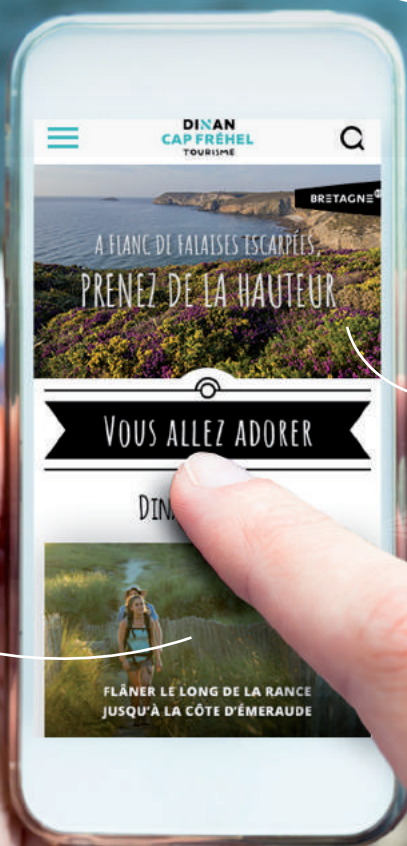 DINAN
CAP FRÉHEL
TOURISME
BRETAGNE
A FLANC DE FALAISES ESCARPÉES,
PRENEZ DE LA HAUTEUR
VOUS ALLEZ ADORER
FLÂNER LE LONG DE LA RANCE
JUSQU'À LA CÔTE D'ÉMERAUDE